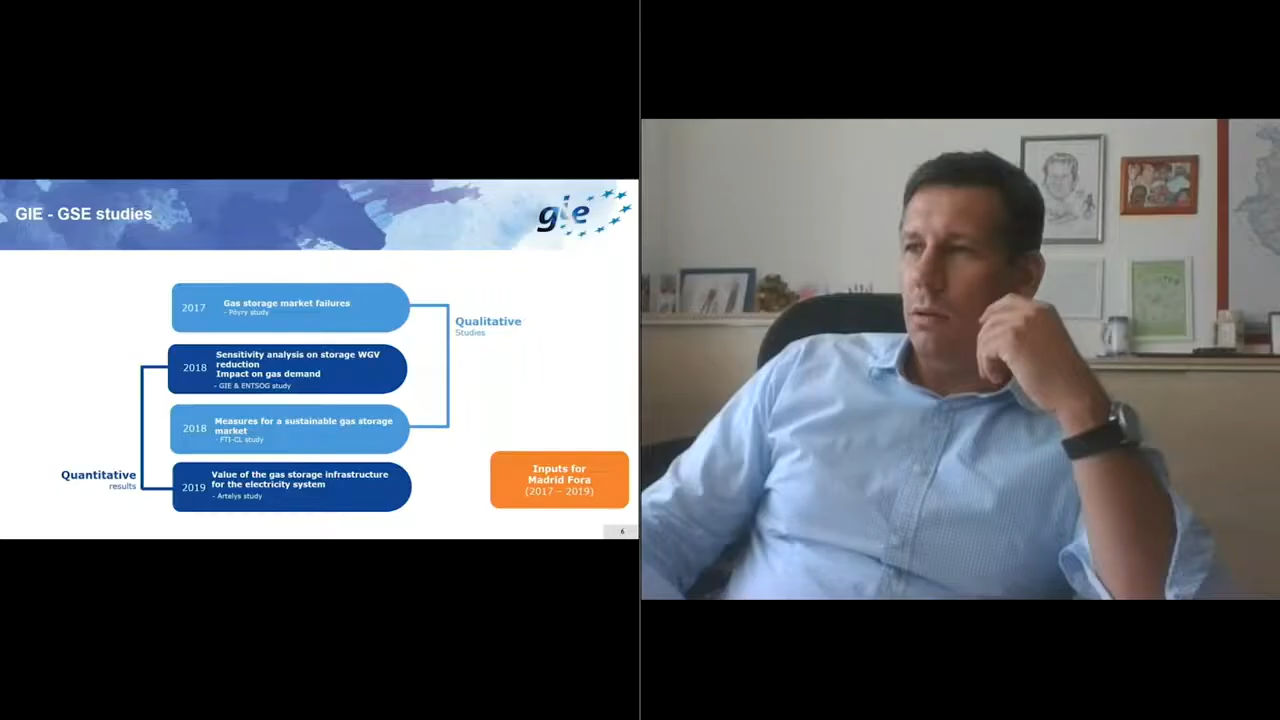 GIE - GSE studies
gie
2017
Gas storage market failures
- Pöyry study
Qualitative
Studies
2018
Sensitivity analysis on storage WGV
reduction
Impact on gas demand
- GIE & ENTSOG study
2018
Measures for a sustainable gas storage
market
- FTI-CL study
Quantitative
results
2019
Value of the gas storage infrastructure
for the electricity system
- Artelys study
Inputs for
Madrid Fora
(2017 – 2019)
6